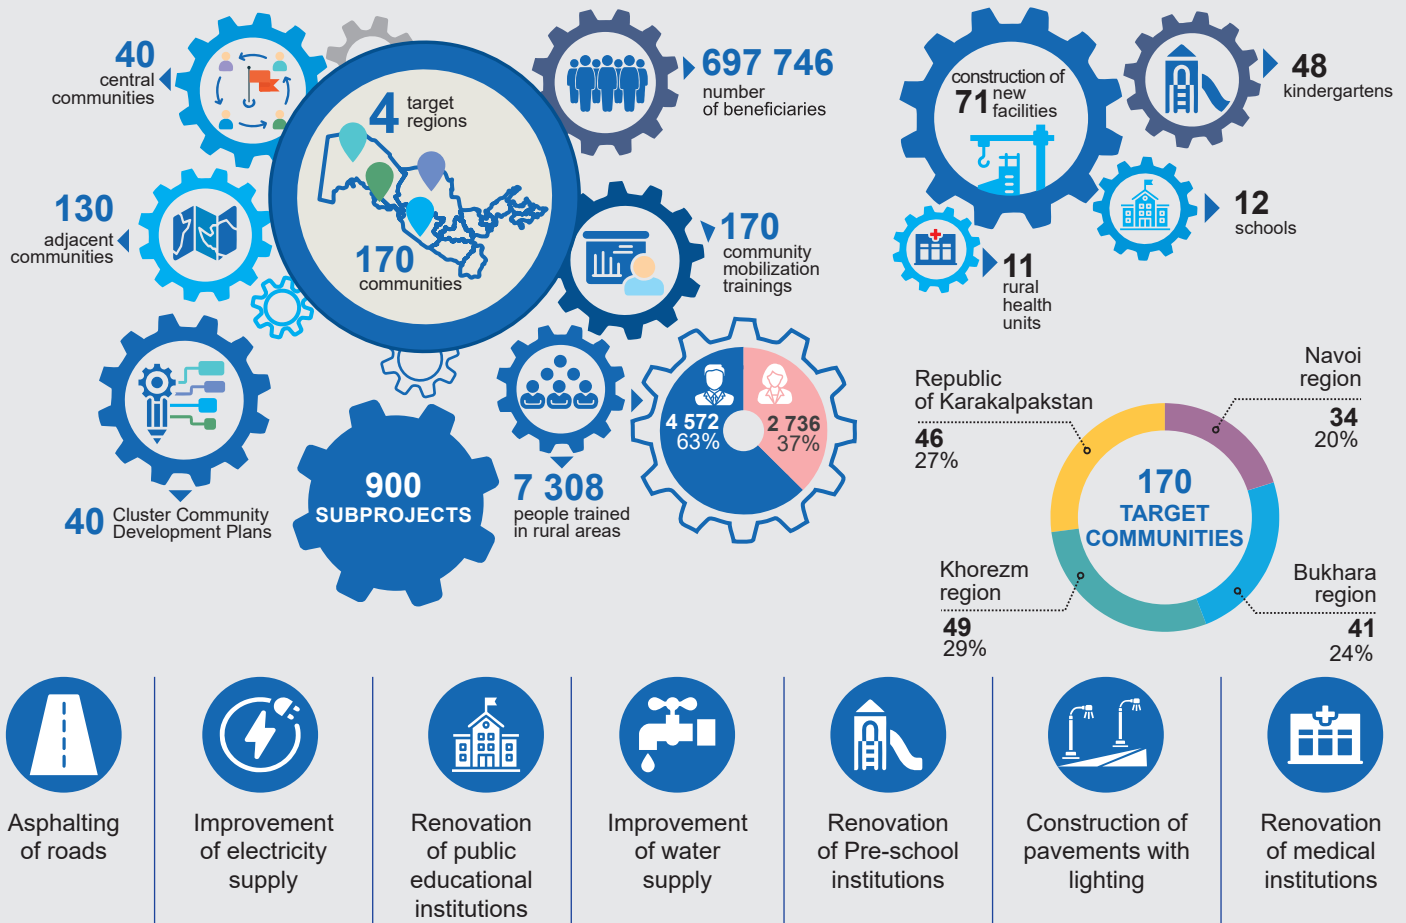 40
central
communities
130
adjacent
communities
4 target
regions
170
communities
697 746
number
of beneficiaries
170
community
mobilization
trainings
40 Cluster Community
Development Plans
900
SUBPROJECTS
7 308
people trained
in rural areas
4 572
63%
2 736
37%
construction of
71 new
facilities
48
kindergartens
12
schools
11
rural
health
units
Republic
of Karakalpakstan
46
27%
Navoi
region
34
20%
170
TARGET
COMMUNITIES
Khorezm
region
49
29%
Bukhara
region
41
24%
Asphalting
of roads
Improvement
of electricity
supply
Renovation
of public
educational
institutions
Improvement
of water
supply
Renovation
of Pre-school
institutions
Construction of
pavements with
lighting
Renovation
of medical
institutions